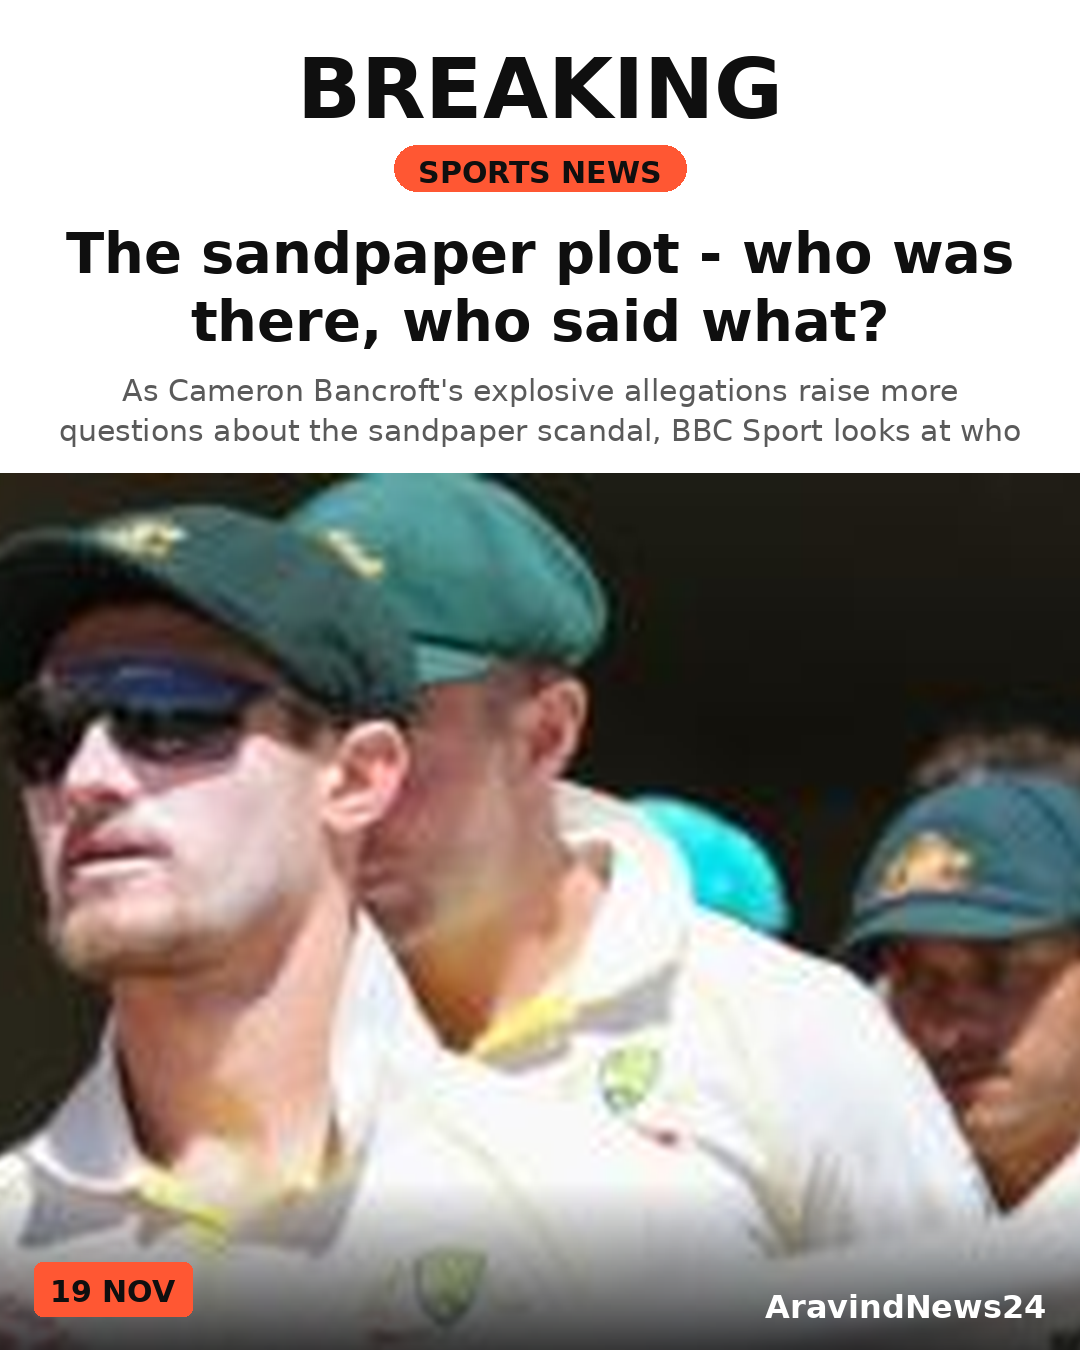 BREAKING
SPORTS NEWS
The sandpaper plot - who was
there, who said what?
As Cameron Bancroft's explosive allegations raise more
questions about the sandpaper scandal, BBC Sport looks at who
19 NOV
AravindNews24